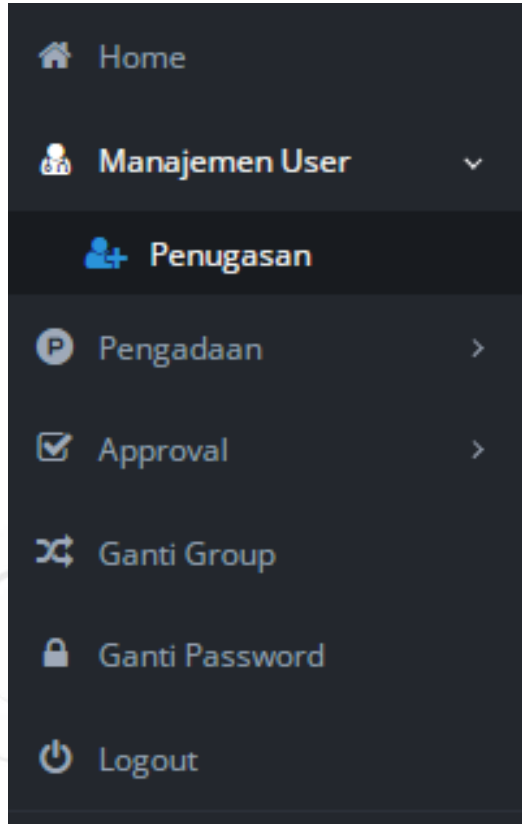 Home
Manajemen User
Penugasan
Pengadaan
Approval
Ganti Group
Ganti Password
Logout